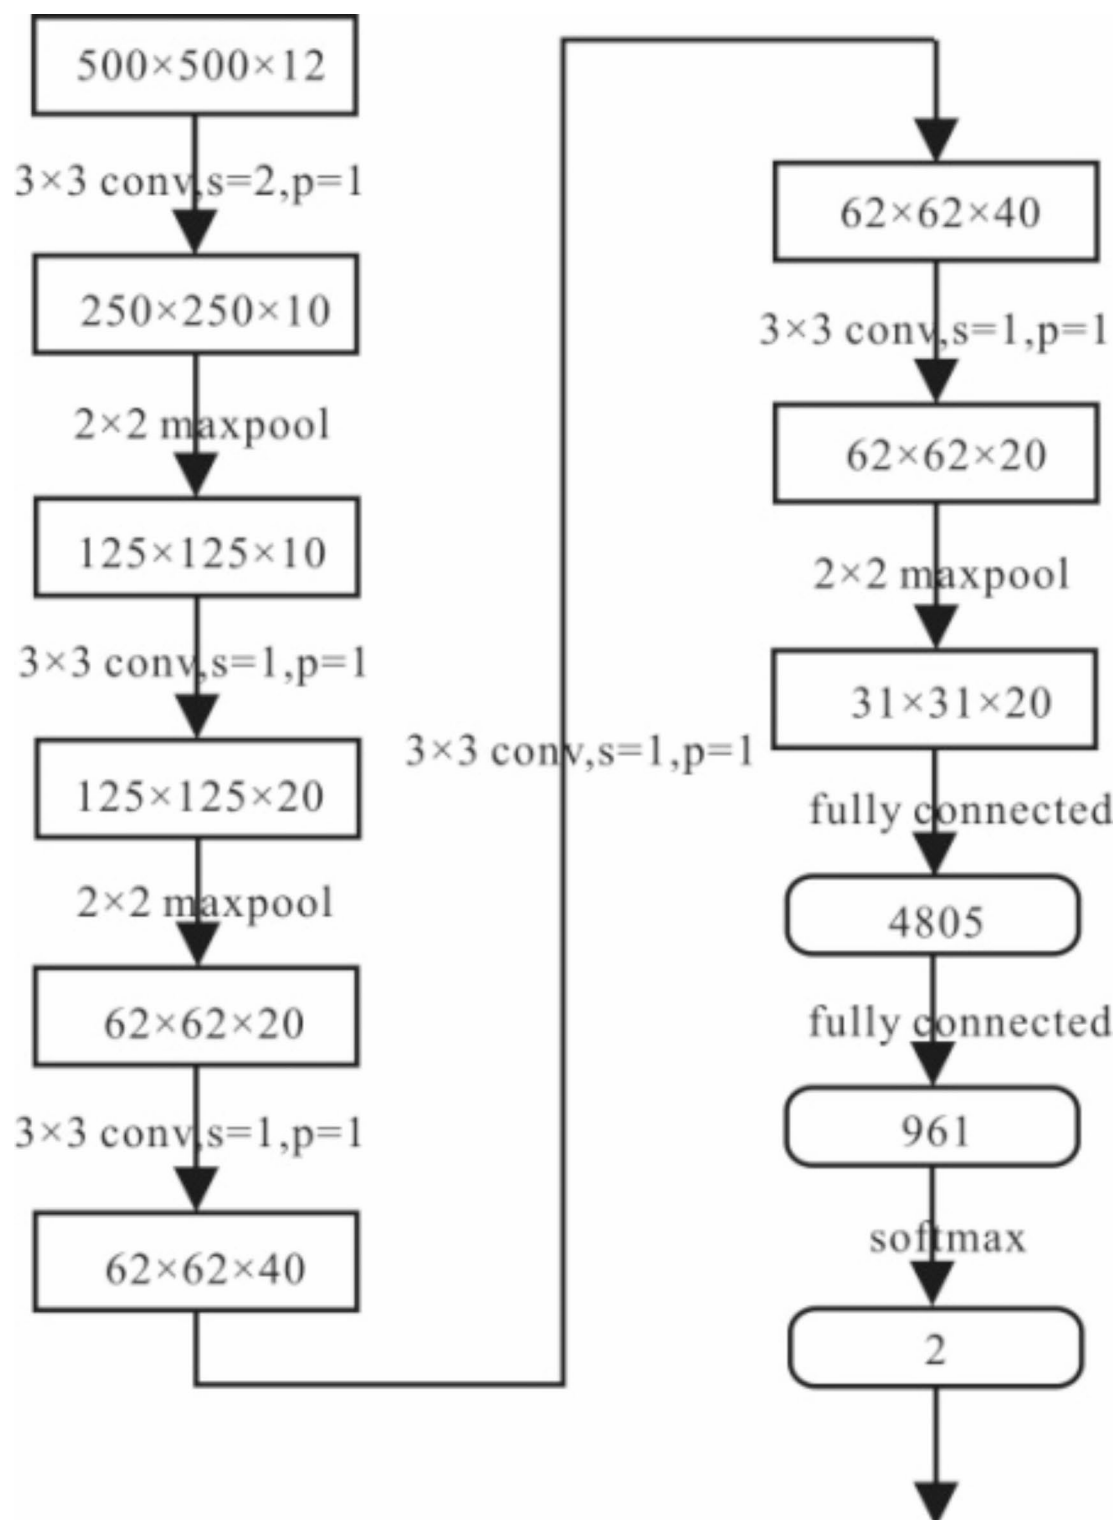 500×500×12
3×3 conv,s=2,p=1
250×250×10
2×2 maxpool
125×125×10
3×3 conv,s=1,p=1
125×125×20
2×2 maxpool
62×62×20
3×3 conv,s=1,p=1
62×62×40
3×3 conv,s=1,p=1
62×62×40
3×3 conv,s=1,p=1
62×62×20
2×2 maxpool
31×31×20
fully connected
4805
fully connected
961
softmax
2